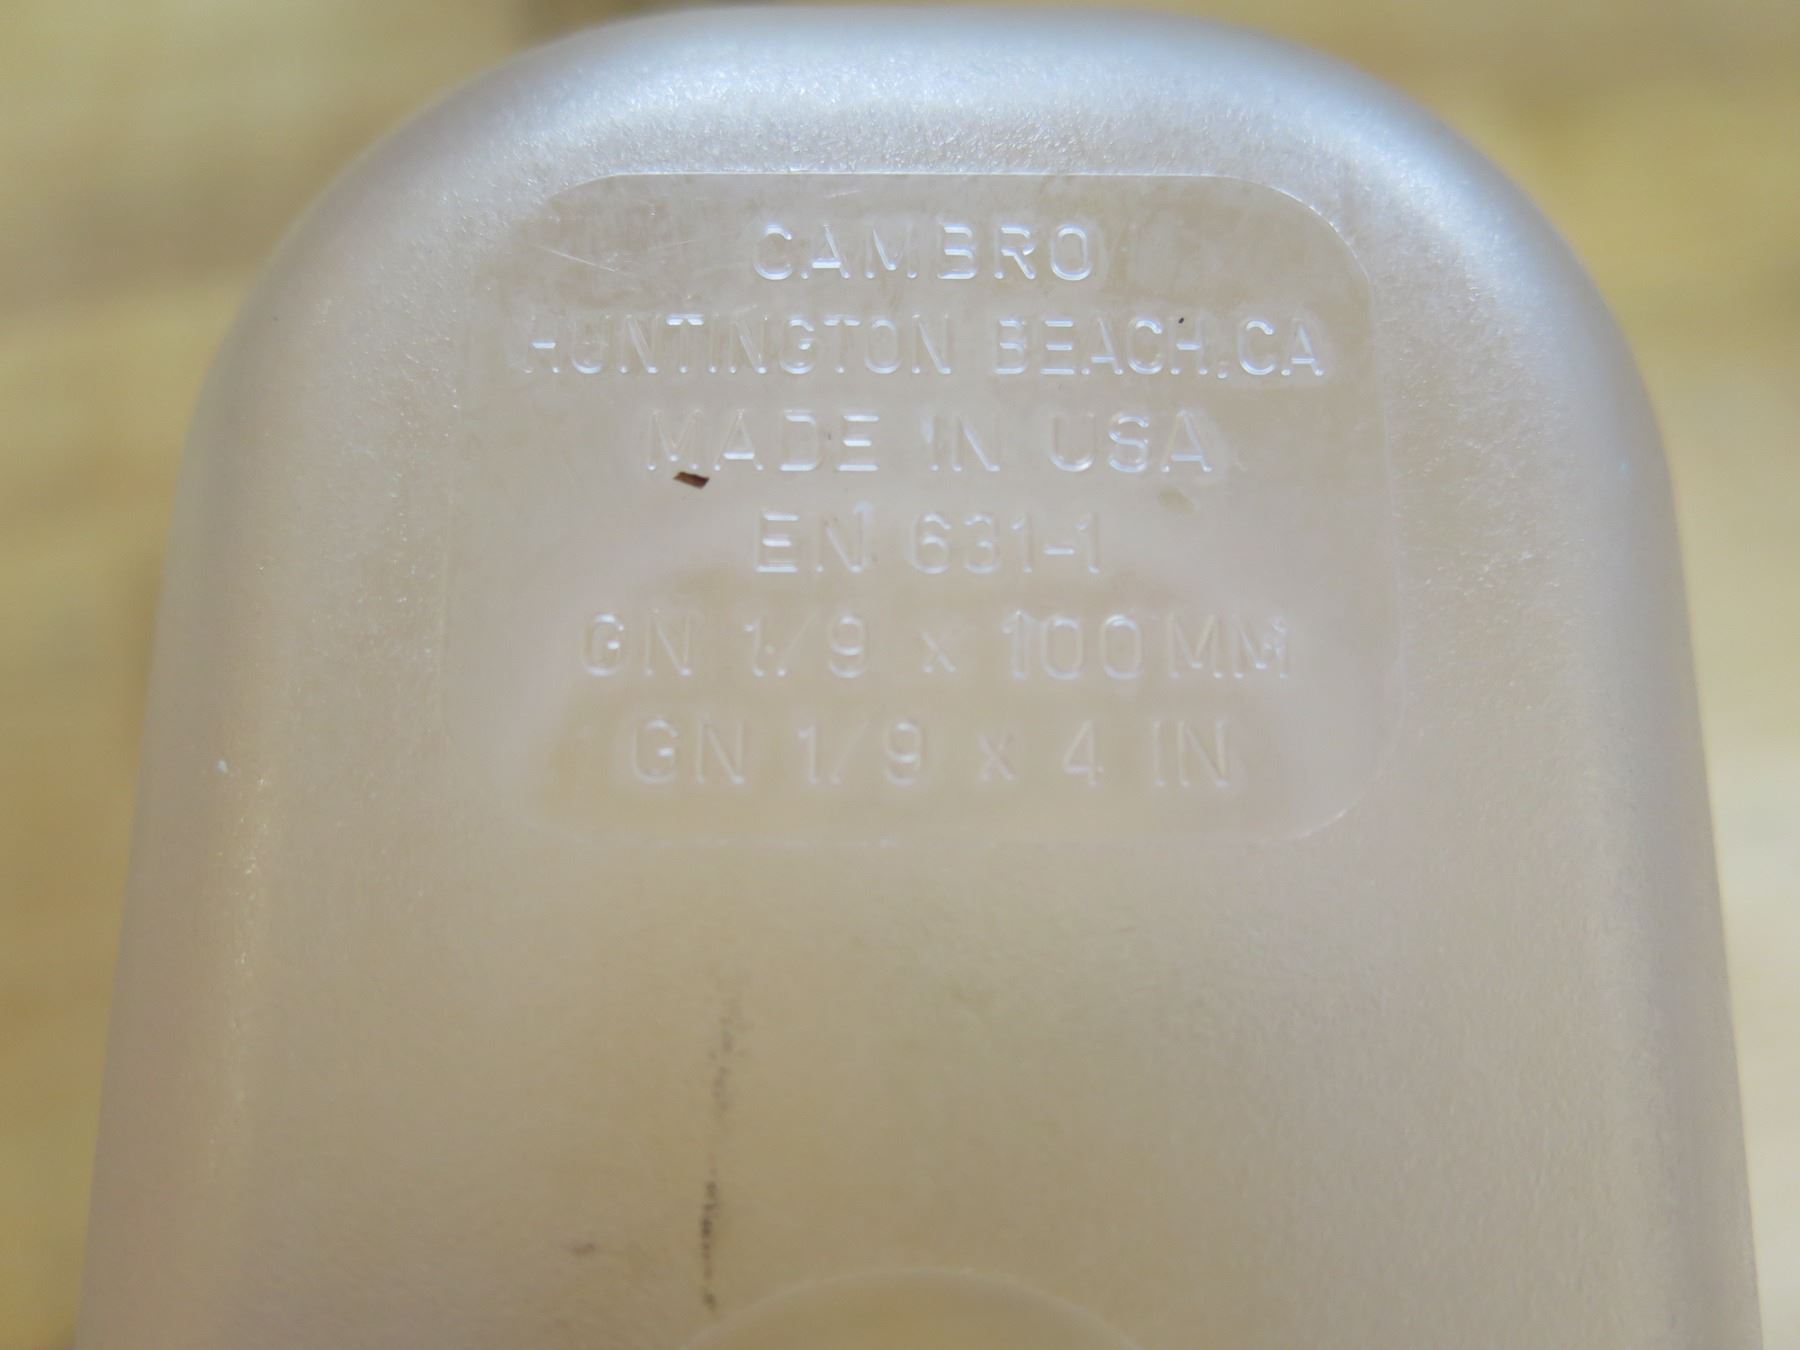 CAMBRO
HUNTINGTON BEACH, CA
MADE IN USA
EN 631-1
GN 1/9 x 100MM
GN 1/9 x 4 IN